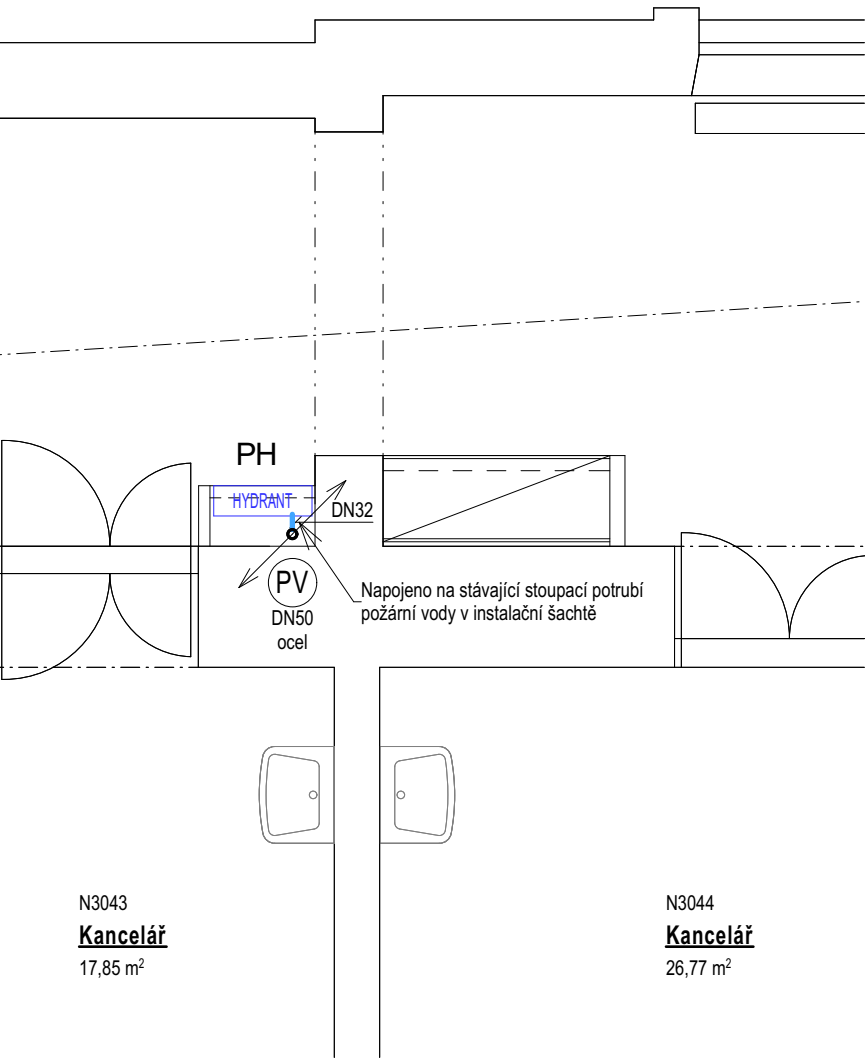 PH
HYDRANT
DN32
PV
DN50
ocel
Napojeno na stávající stoupací potrubí
požární vody v instalační šachtě
N3043
Kancelář
17,85 m²
N3044
Kancelář
26,77 m²